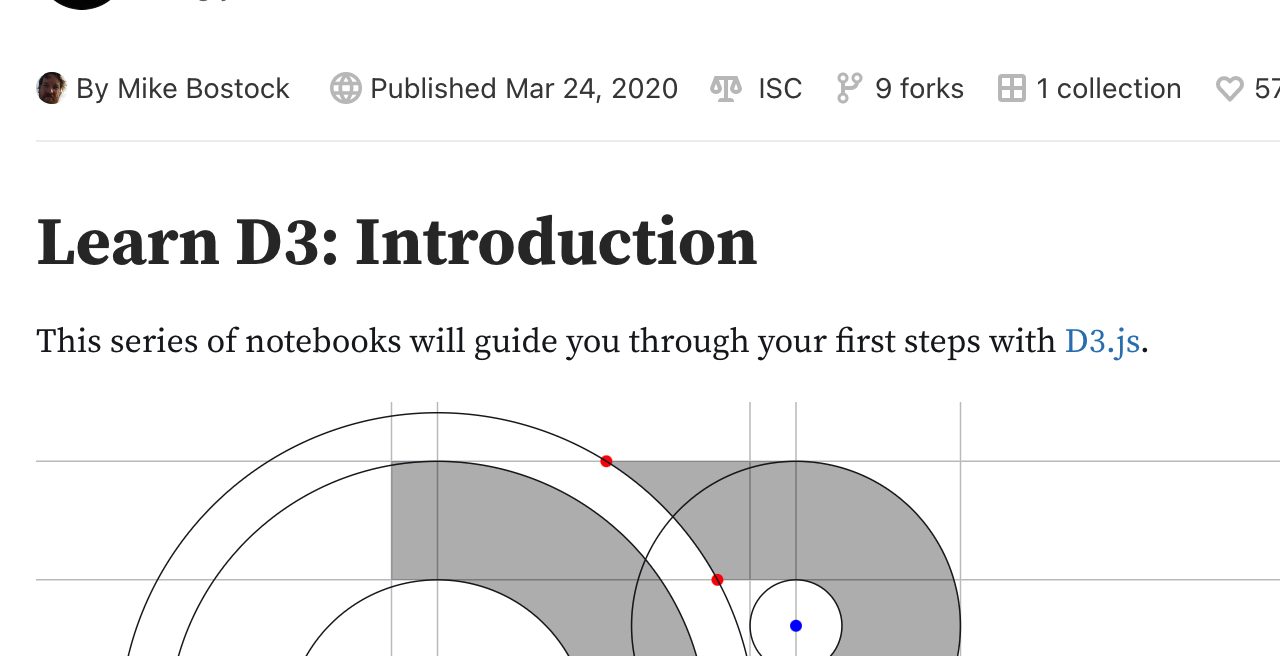 By Mike Bostock Published Mar 24, 2020 ISC 9 forks 1 collection 57
Learn D3: Introduction
This series of notebooks will guide you through your first steps with D3.js.